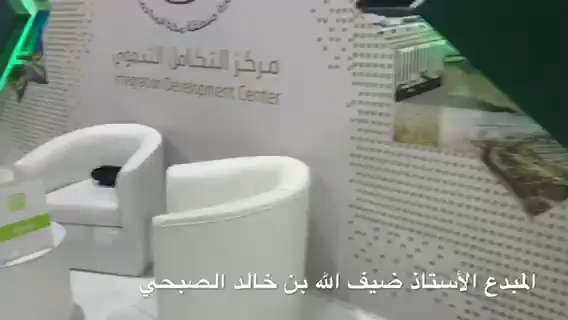 مركز التكامل التنموي
Integration Development Center
المبدع الأستاذ ضيف الله بن خالد الصبحي